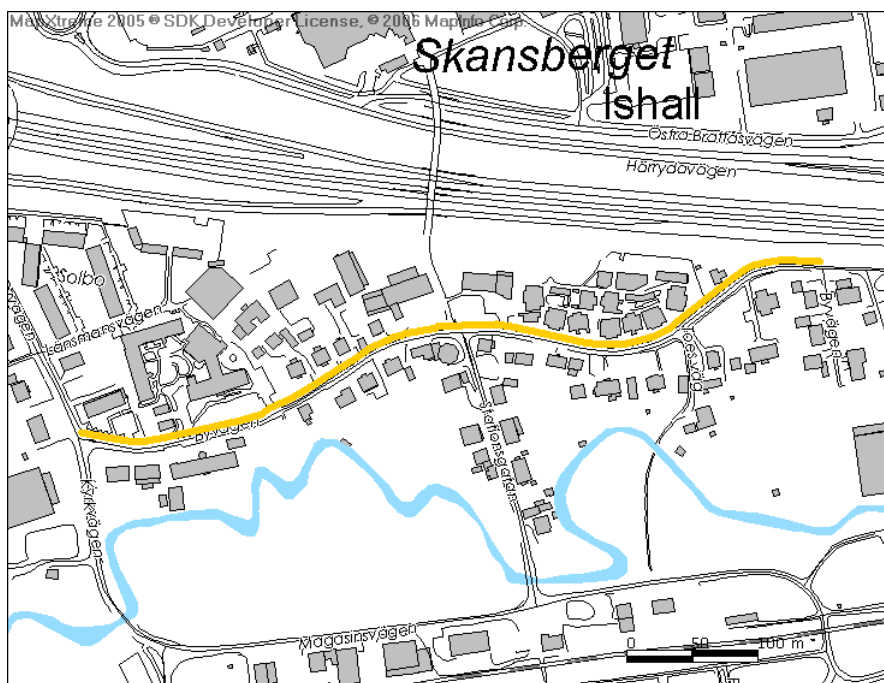 MapXtreme 2005 ® SDK Developer License, © 2006 MapInfo Corp.
Skansberget
Ishall
Östra Bråttåsvägen
Härrydavägen
Solbo
Länsmansvägen
Byvägen
Byvägen
Stationsgatan
Kyrkvägen
Magasinsvägen
0 50 100 m